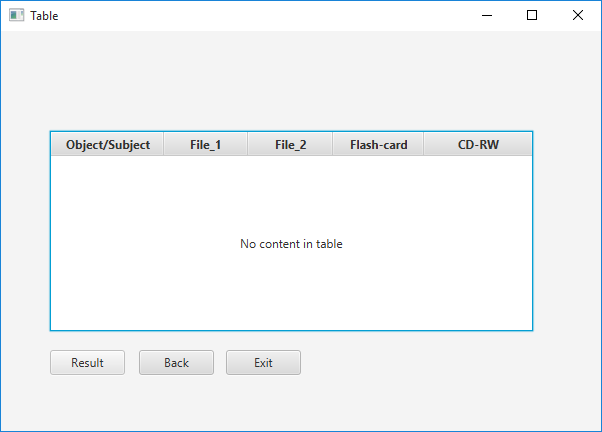 Table
Object/Subject File_1 File_2 Flash-card CD-RW
No content in table
Result Back Exit